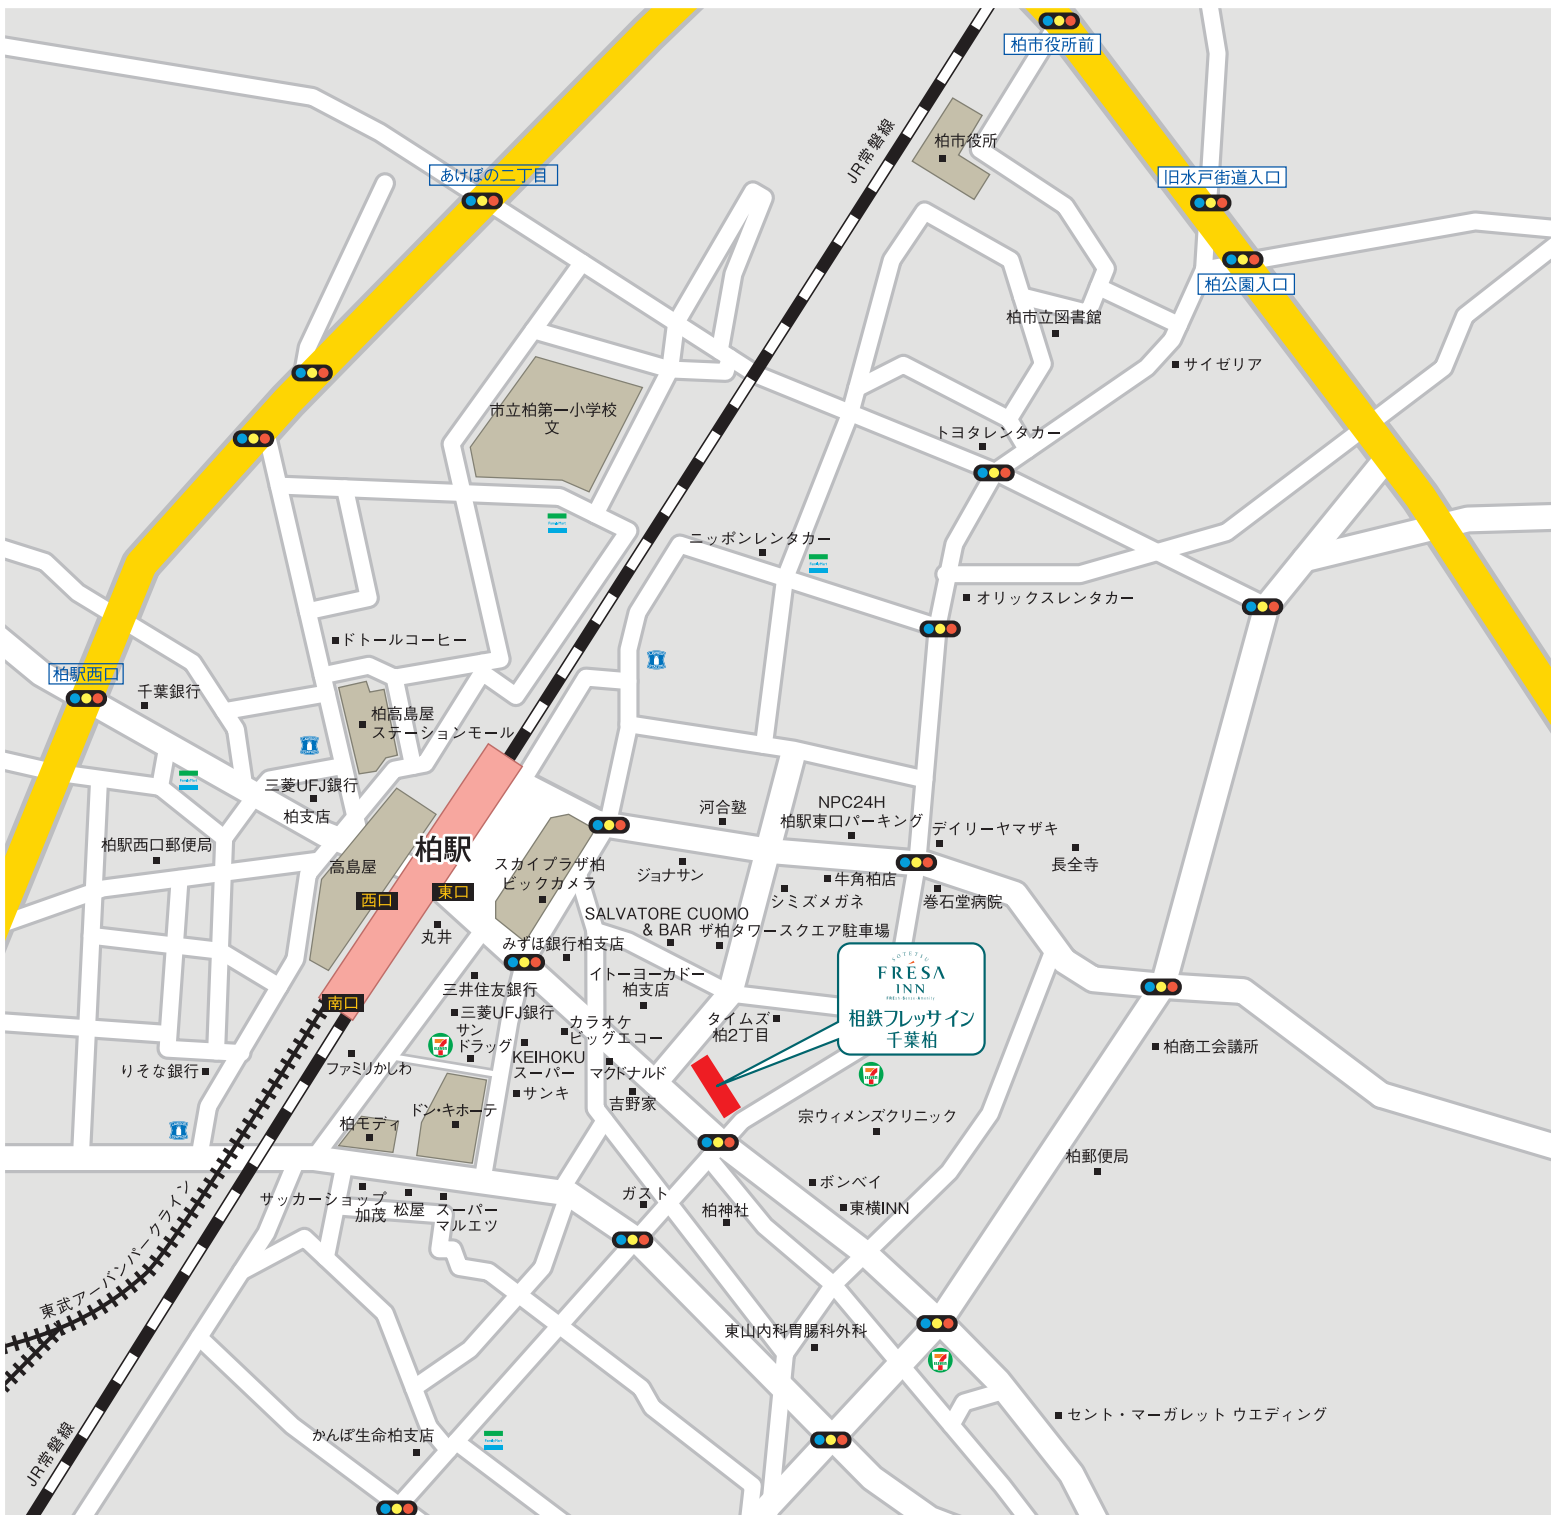 柏市役所前
JR常磐線
柏市役所
あけぼの二丁目
旧水戸街道入口
柏公園入口
柏市立図書館
サイゼリア
市立柏第一小学校
文
トヨタレンタカー
ニッポンレンタカー
オリックスレンタカー
ドトールコーヒー
柏駅西口
千葉銀行
柏高島屋
ステーションモール
三菱UFJ銀行
柏支店
河合塾
NPC24H
柏駅東口パーキング
デイリーヤマザキ
長全寺
柏駅西口郵便局
高島屋
柏駅
西口
東口
スカイプラザ柏
ビックカメラ
ジョナサン
牛角柏店
シミズメガネ
巻石堂病院
丸井
SALVATORE CUOMO
& BAR
ザ柏タワースクエア駐車場
みずほ銀行柏支店
イトーヨーカドー
柏支店
SOTETSU
FRESA
INN
相鉄フレッサイン
千葉柏
南口
三井住友銀行
三菱UFJ銀行
サン
ドラッグ
カラオケ
ビッグエコー
タイムズ
柏2丁目
KEIHOKU
スーパー
マクドナルド
ファミリかしわ
りそな銀行
サンキ
吉野家
柏商工会議所
ドン・キホーテ
柏モディ
宗ウィメンズクリニック
柏郵便局
サッカーショップ
加茂
松屋
スーパー
マルエツ
ガスト
柏神社
ボンベイ
東横INN
東武アーバンパークライン
東山内科胃腸科外科
かんぽ生命柏支店
セント・マーガレット ウエディング
JR常磐線